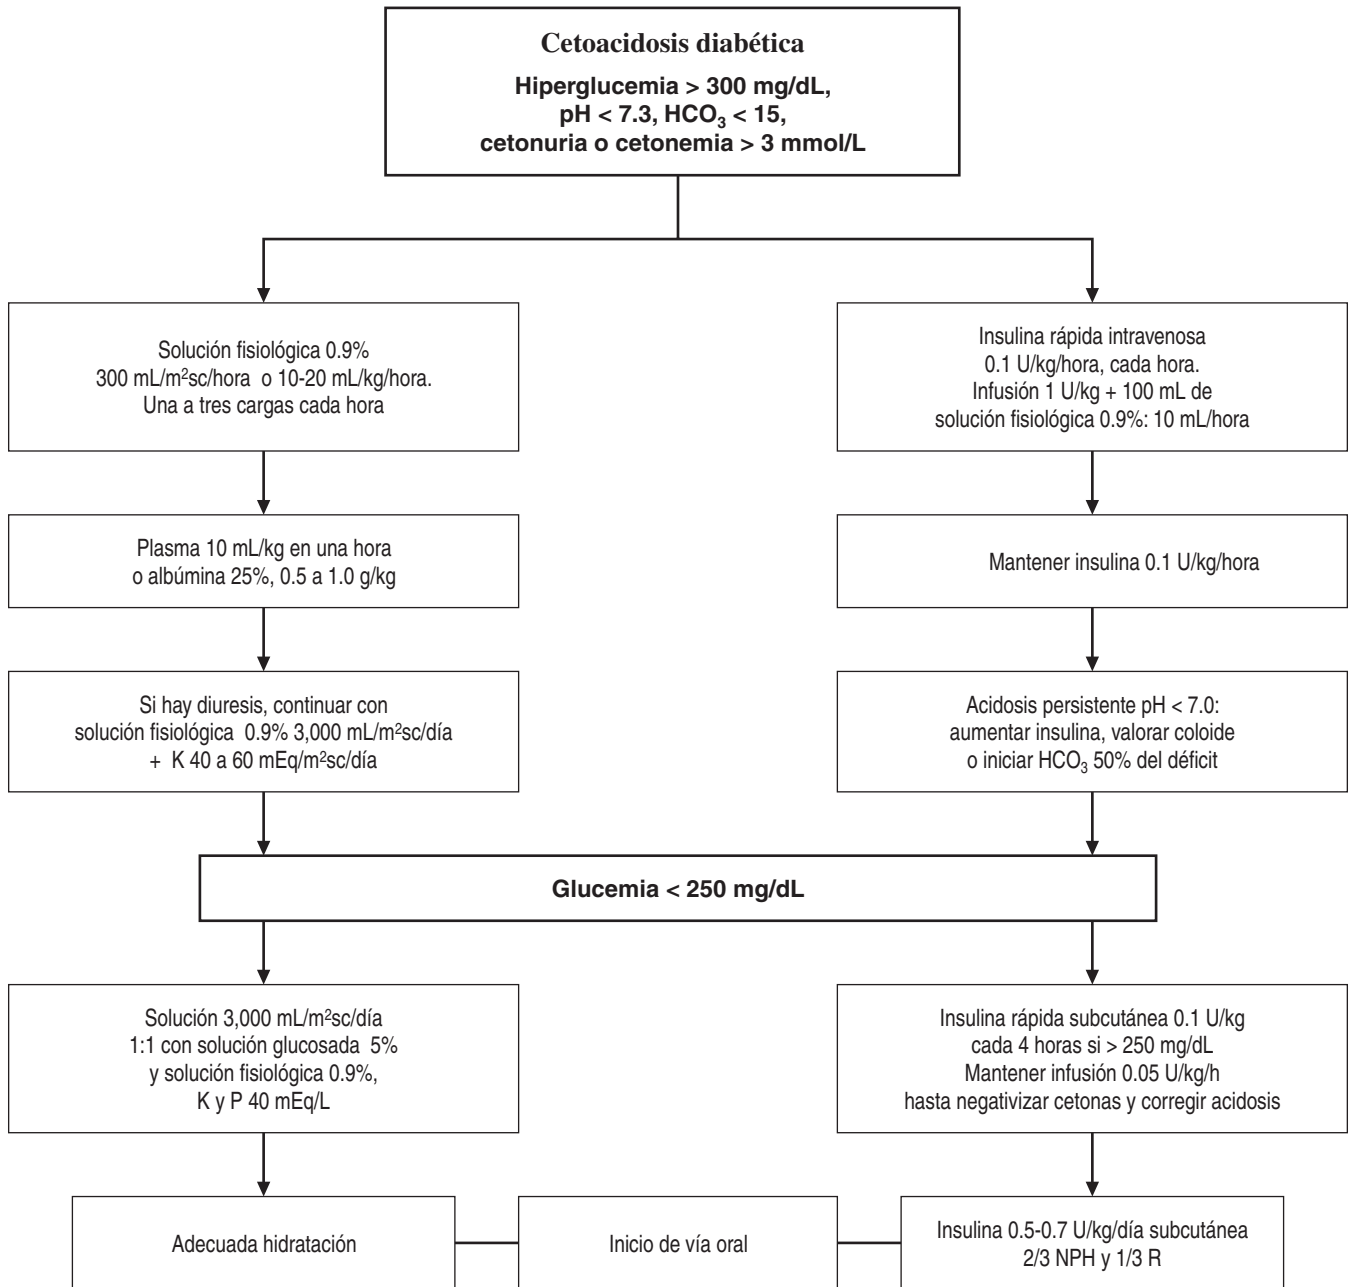 Cetoacidosis diabética
Hiperglucemia > 300 mg/dL,
pH < 7.3, HCO₃ < 15,
cetonuria o cetonemia > 3 mmol/L
Solución fisiológica 0.9%
300 mL/m²sc/hora o 10-20 mL/kg/hora.
Una a tres cargas cada hora
Insulina rápida intravenosa
0.1 U/kg/hora, cada hora.
Infusión 1 U/kg + 100 mL de
solución fisiológica 0.9%: 10 mL/hora
Plasma 10 mL/kg en una hora
o albúmina 25%, 0.5 a 1.0 g/kg
Mantener insulina 0.1 U/kg/hora
Si hay diuresis, continuar con
solución fisiológica 0.9% 3,000 mL/m²sc/día
+ K 40 a 60 mEq/m²sc/día
Acidosis persistente pH < 7.0:
aumentar insulina, valorar coloide
o iniciar HCO₃ 50% del déficit
Glucemia < 250 mg/dL
Solución 3,000 mL/m²sc/día
1:1 con solución glucosada 5%
y solución fisiológica 0.9%,
K y P 40 mEq/L
Insulina rápida subcutánea 0.1 U/kg
cada 4 horas si > 250 mg/dL
Mantener infusión 0.05 U/kg/h
hasta negativizar cetonas y corregir acidosis
Adecuada hidratación
Inicio de vía oral
Insulina 0.5-0.7 U/kg/día subcutánea
2/3 NPH y 1/3 R